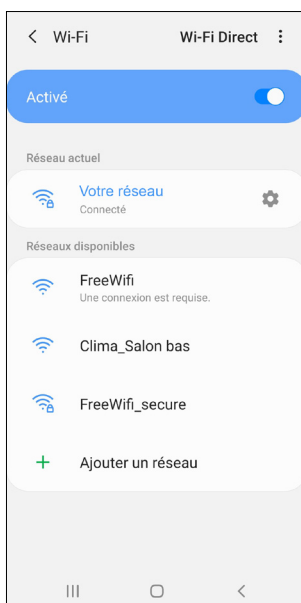 Wi-Fi Wi-Fi Direct
Activé
Réseau actuel
Votre réseau
Connecté
Réseaux disponibles
FreeWifi
Une connexion est requise.
Clima_Salon bas
FreeWifi_secure
Ajouter un réseau